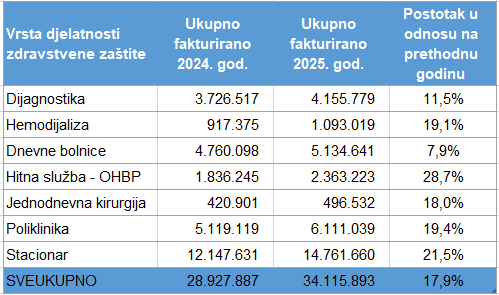 Vrsta djelatnosti zdravstvene zaštite | Ukupno fakturirano 2024. god. | Ukupno fakturirano 2025. god. | Postotak u odnosu na prethodnu godinu
Dijagnostika 3.726.517 4.155.779 11,5%
Hemodijaliza 917.375 1.093.019 19,1%
Dnevne bolnice 4.760.098 5.134.641 7,9%
Hitna služba - OHBP 1.836.245 2.363.223 28,7%
Jednodnevna kirurgija 420.901 496.532 18,0%
Poliklinika 5.119.119 6.111.039 19,4%
Stacionar 12.147.631 14.761.660 21,5%
SVEUKUPNO 28.927.887 34.115.893 17,9%